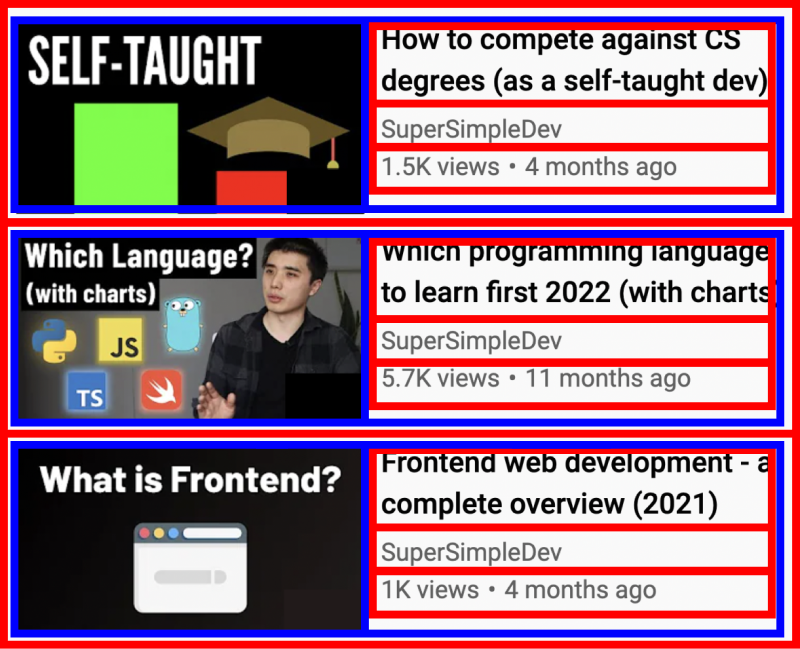 SELF-TAUGHT
How to compete against CS
degrees (as a self-taught dev)
SuperSimpleDev
1.5K views • 4 months ago
Which Language?
(with charts)
JS
TS
Which programming language
to learn first 2022 (with charts
SuperSimpleDev
5.7K views • 11 months ago
What is Frontend?
Frontend web development - a
complete overview (2021)
SuperSimpleDev
1K views • 4 months ago